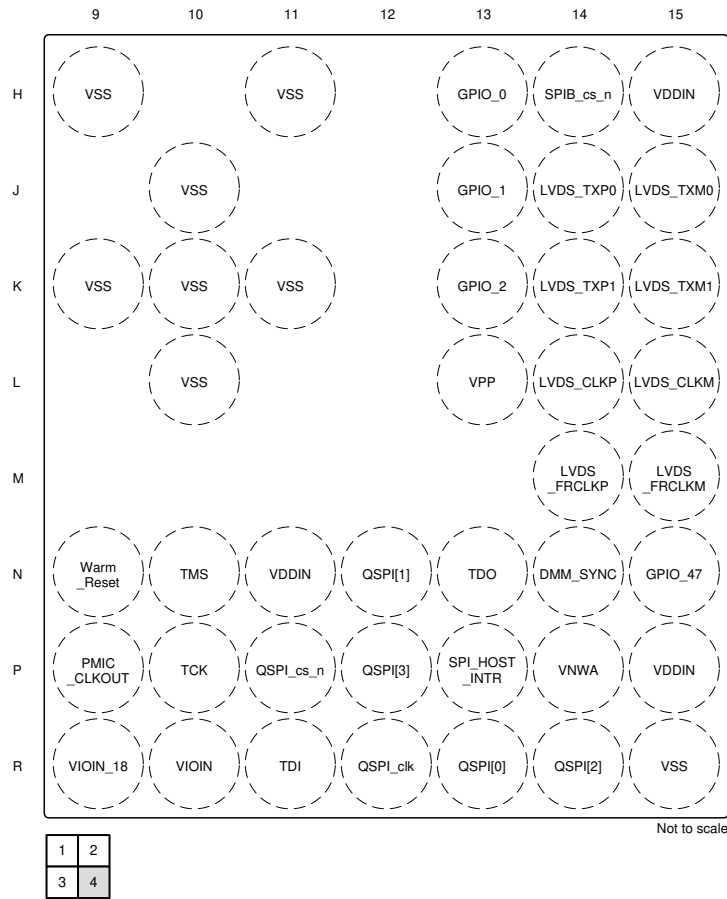 9 10 11 12 13 14 15
H VSS VSS GPIO_0 SPIB_cs_n VDDIN
J VSS GPIO_1 LVDS_TXP0 LVDS_TXM0
K VSS VSS VSS GPIO_2 LVDS_TXP1 LVDS_TXM1
L VSS VPP LVDS_CLKP LVDS_CLKM
LVDS LVDS
M
_FRCLKP _FRCLKM
Warm
N TMS VDDIN QSPI[1] TDO DMM_SYNC GPIO_47
_Reset
PMIC SPI_HOST
P TCK QSPI_cs_n QSPI[3] VNWA VDDIN
_CLKOUT _INTR
R VIOIN_18 VIOIN TDI QSPI_clk QSPI[0] QSPI[2] VSS
Not to scale
1 2
3 4